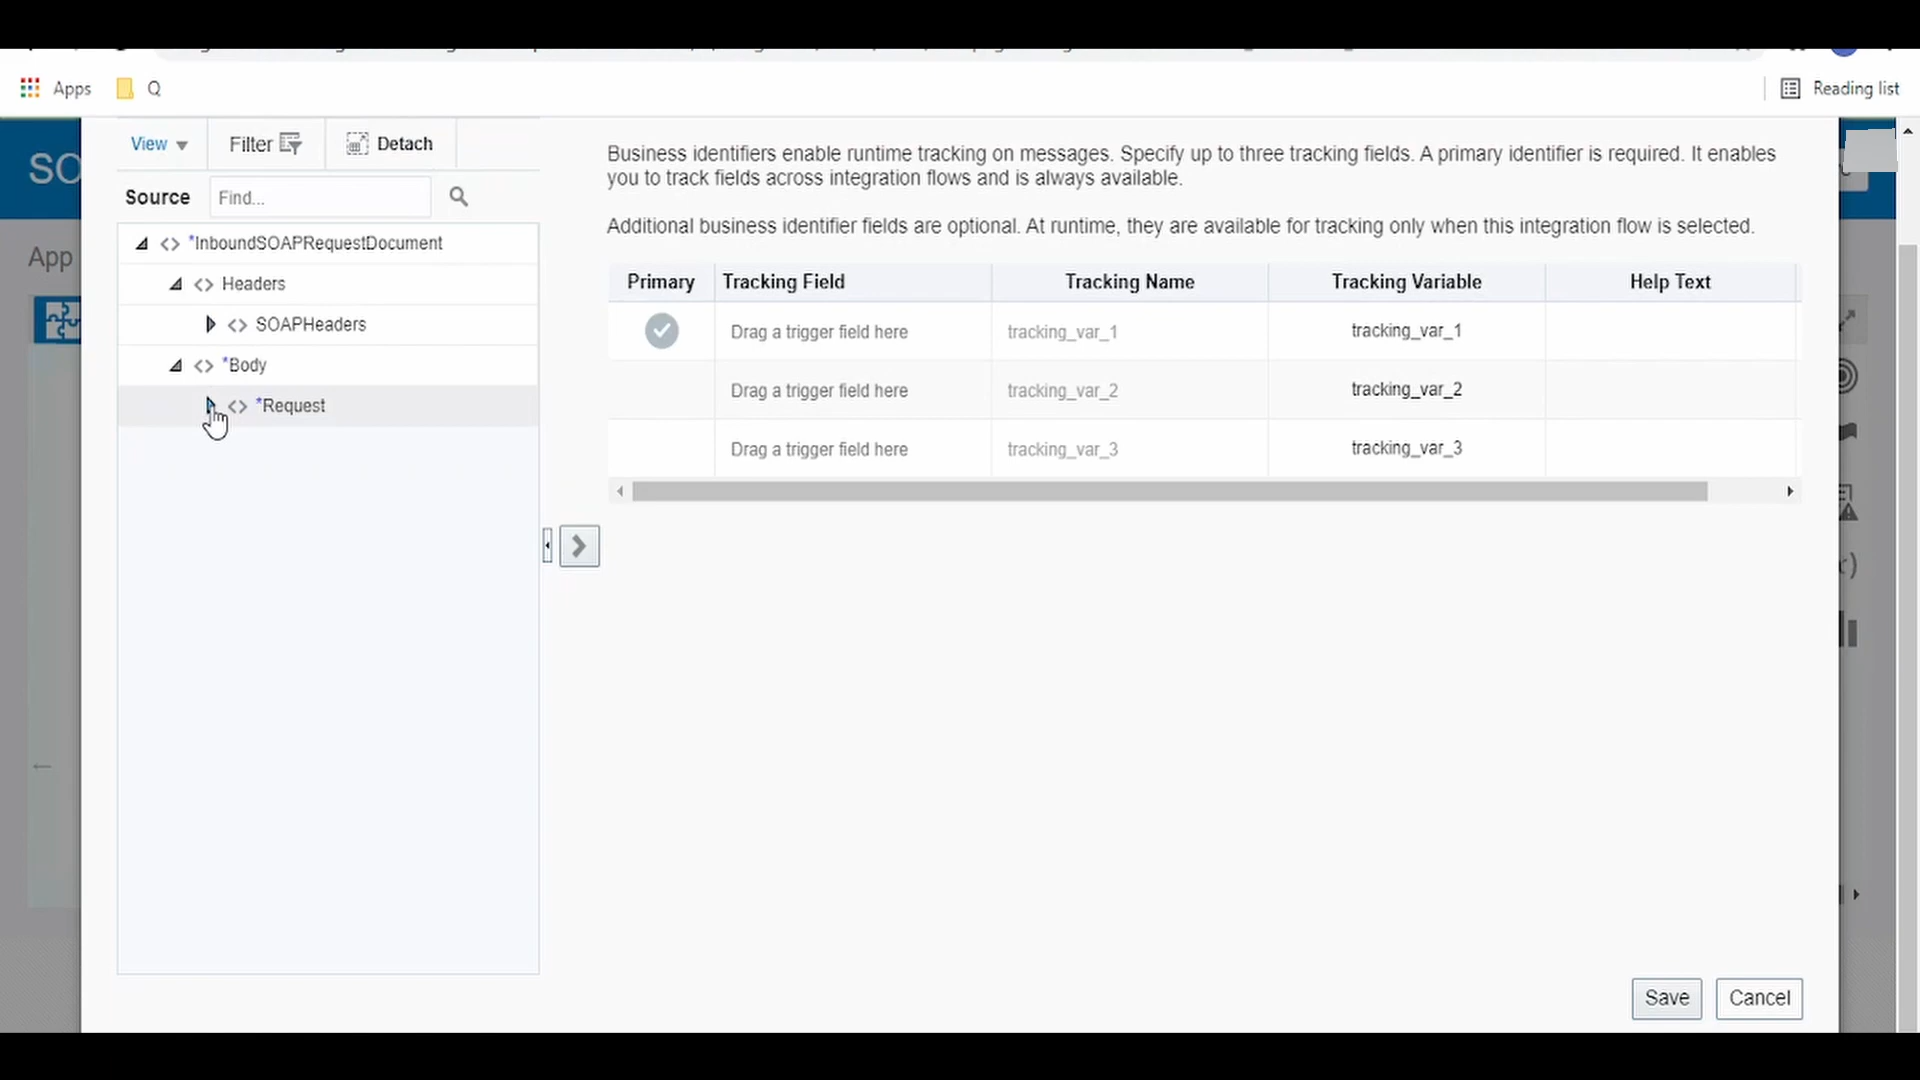 Apps Q Reading list
View Filter Detach
Source Find...
*InboundSOAPRequestDocument
Headers
SOAPHeaders
*Body
*Request
SO
App
Business identifiers enable runtime tracking on messages. Specify up to three tracking fields. A primary identifier is required. It enables
you to track fields across integration flows and is always available.
Additional business identifier fields are optional. At runtime, they are available for tracking only when this integration flow is selected.
Primary Tracking Field Tracking Name Tracking Variable Help Text
Drag a trigger field here tracking_var_1 tracking_var_1
Drag a trigger field here tracking_var_2 tracking_var_2
Drag a trigger field here tracking_var_3 tracking_var_3
Save Cancel